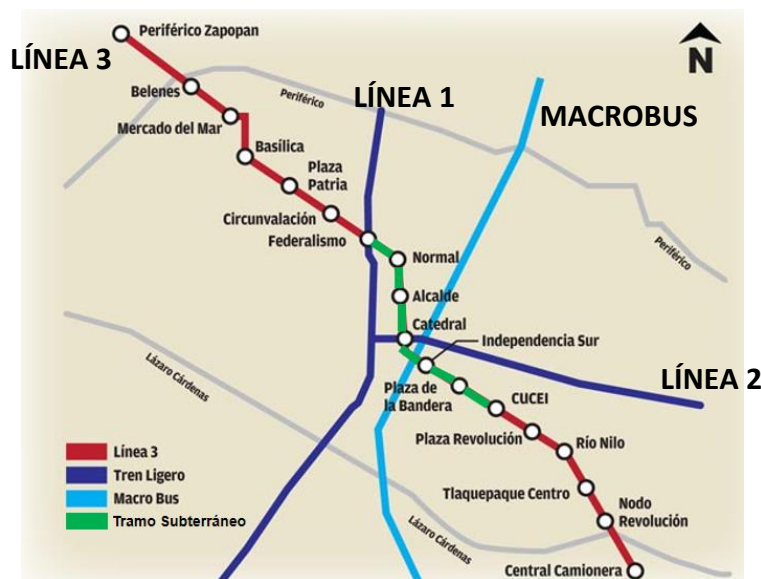 Periférico Zapopan
LÍNEA 3
N
Belenes
Periférico
LÍNEA 1
Mercado del Mar
MACROBUS
Basílica
Plaza
Patria
Circunvalación
Federalismo
Normal
Periférico
Alcalde
Catedral
Independencia Sur
Lázaro Cárdenas
Plaza de
la Bandera
LÍNEA 2
CUCEI
Plaza Revolución
Río Nilo
Línea 3
Tren Ligero
Macro Bus
Tramo Subterráneo
Tlaquepaque Centro
Nodo
Revolución
Lázaro Cárdenas
Central Camionera